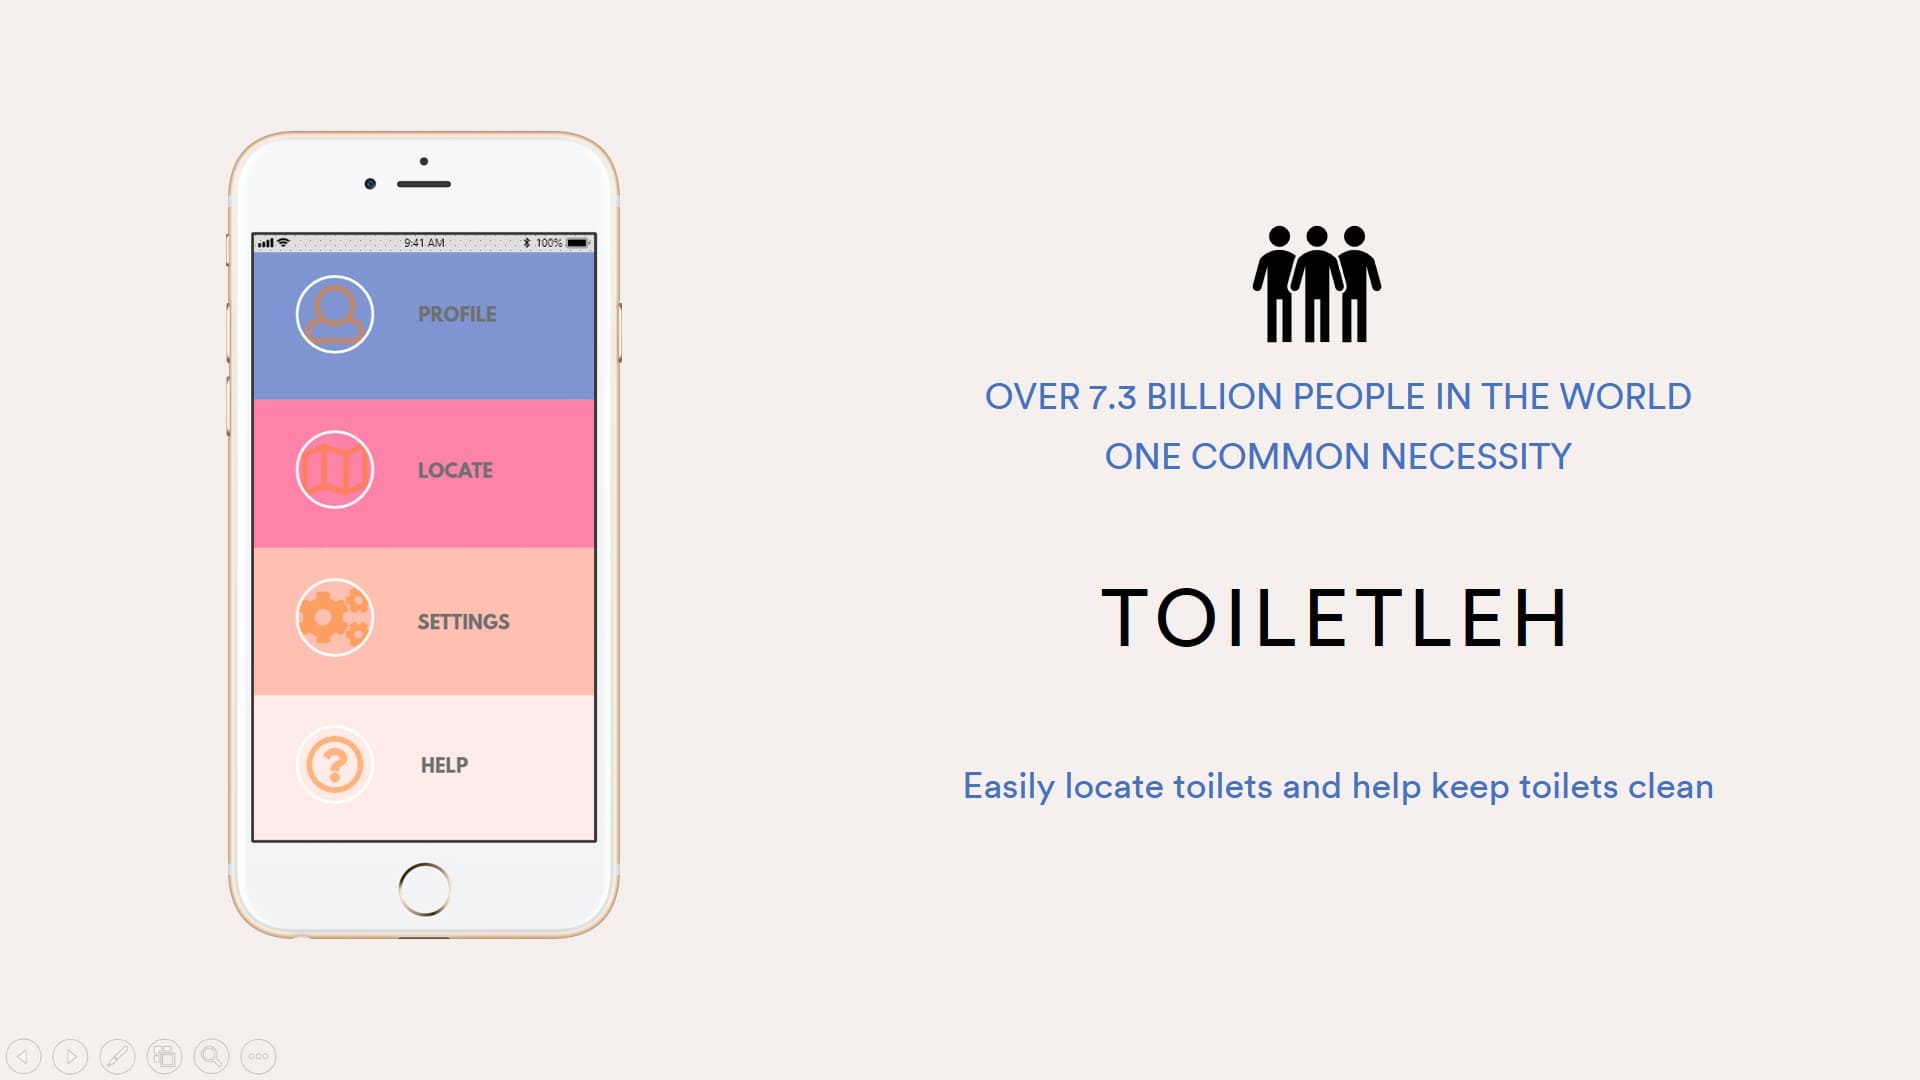 9:41 AM 100%
PROFILE
LOCATE
SETTINGS
HELP
OVER 7.3 BILLION PEOPLE IN THE WORLD
ONE COMMON NECESSITY
TOILETLEH
Easily locate toilets and help keep toilets clean